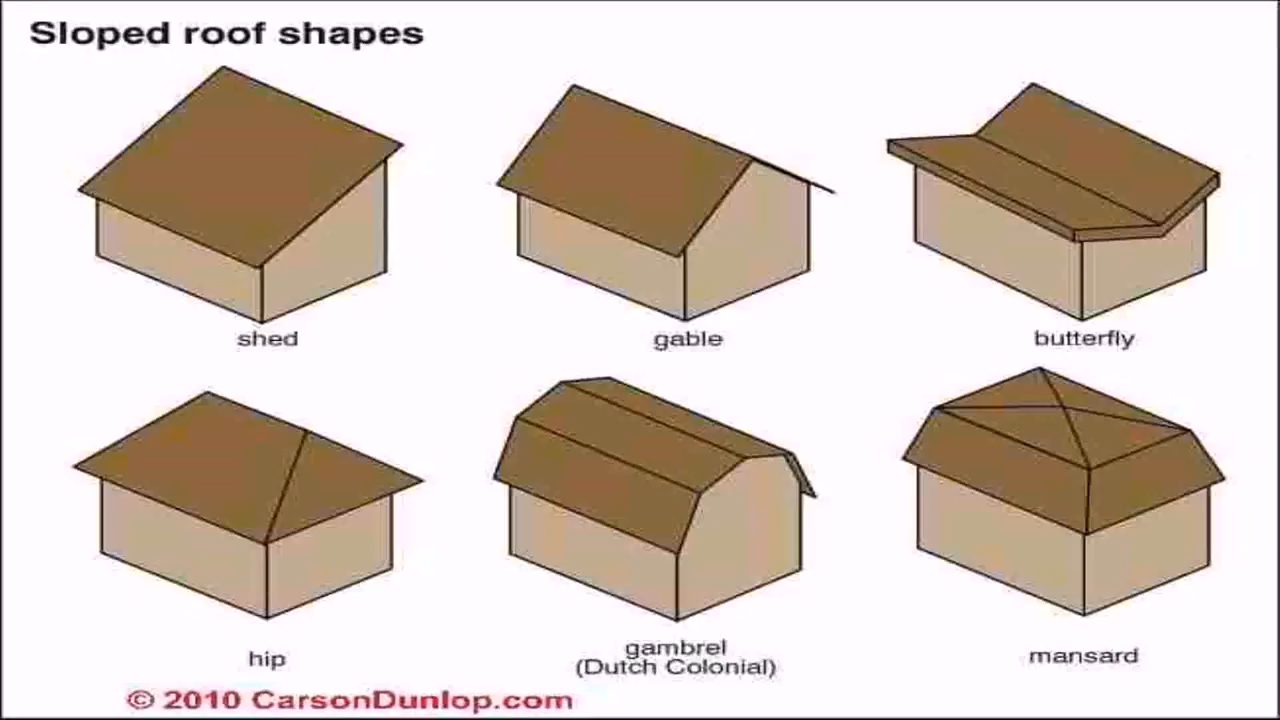 Sloped roof shapes
shed
gable
butterfly
hip
gambrel
(Dutch Colonial)
mansard
© 2010 CarsonDunlop.com